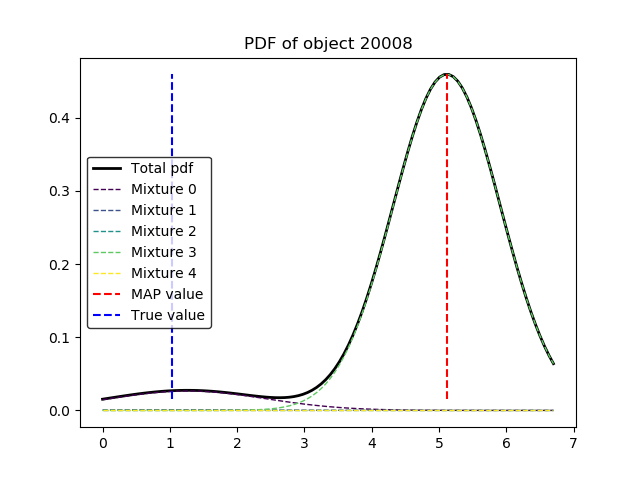 PDF of object 20008
0.4
0.3
0.2
0.1
0.0
Total pdf
Mixture 0
Mixture 1
Mixture 2
Mixture 3
Mixture 4
MAP value
True value
0 1 2 3 4 5 6 7